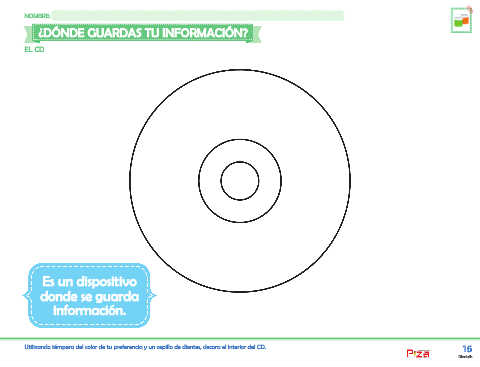 NOMBRE:
¿DÓNDE GUARDAS TU INFORMACIÓN?
EL CD
Es un dispositivo
donde se guarda
información.
Utilizando témpera del color de tu preferencia y un cepillo de dientes, decora el interior del CD.
Piza
16